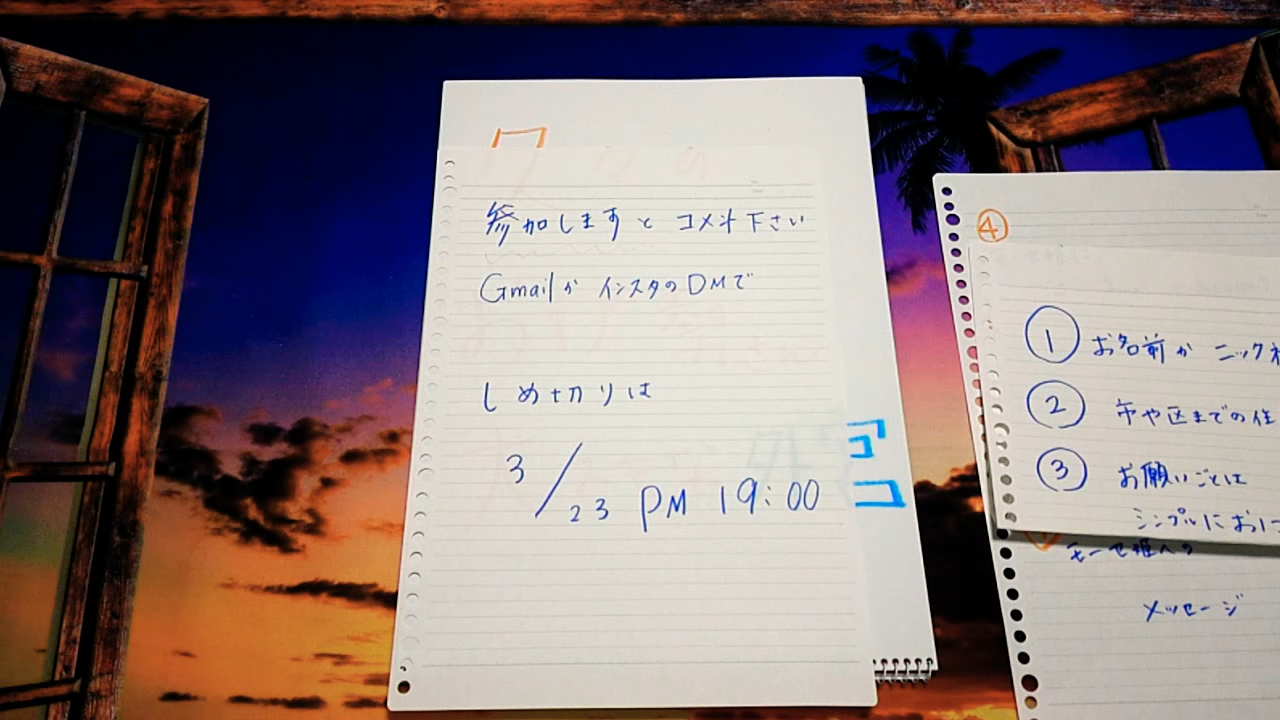 参加しますとコメント下さい
Gmailか インスタのDMで
しめ切りは
3/23 PM 19:00
④
① お名前か ニックネ
② 市や区までの住
③ お願いごとは
シンプルにおに
メッセージ